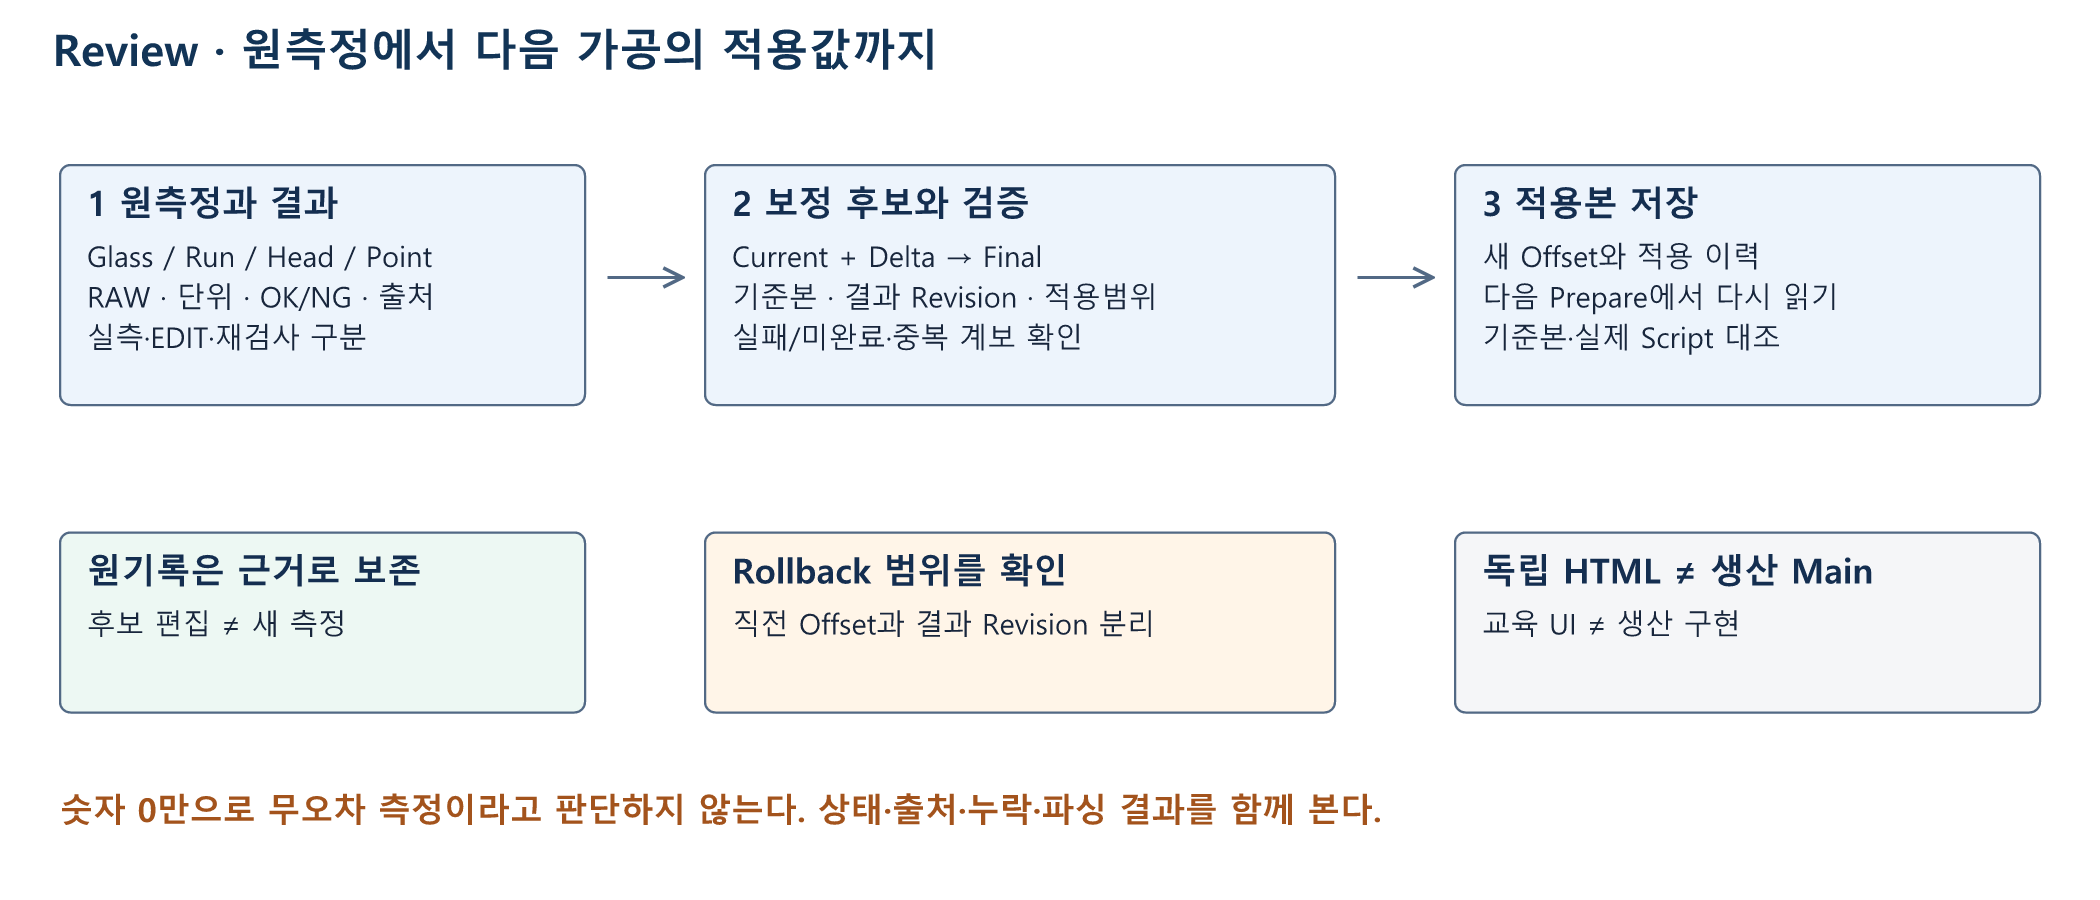 Review · 원측정에서 다음 가공의 적용값까지
1 원측정과 결과
Glass / Run / Head / Point
RAW · 단위 · OK/NG · 출처
실측·EDIT·재검사 구분
2 보정 후보와 검증
Current + Delta → Final
기준본 · 결과 Revision · 적용범위
실패/미완료·중복 계보 확인
3 적용본 저장
새 Offset와 적용 이력
다음 Prepare에서 다시 읽기
기준본·실제 Script 대조
원기록은 근거로 보존
후보 편집 ≠ 새 측정
Rollback 범위를 확인
직전 Offset과 결과 Revision 분리
독립 HTML ≠ 생산 Main
교육 UI ≠ 생산 구현
숫자 0만으로 무오차 측정이라고 판단하지 않는다. 상태·출처·누락·파싱 결과를 함께 본다.